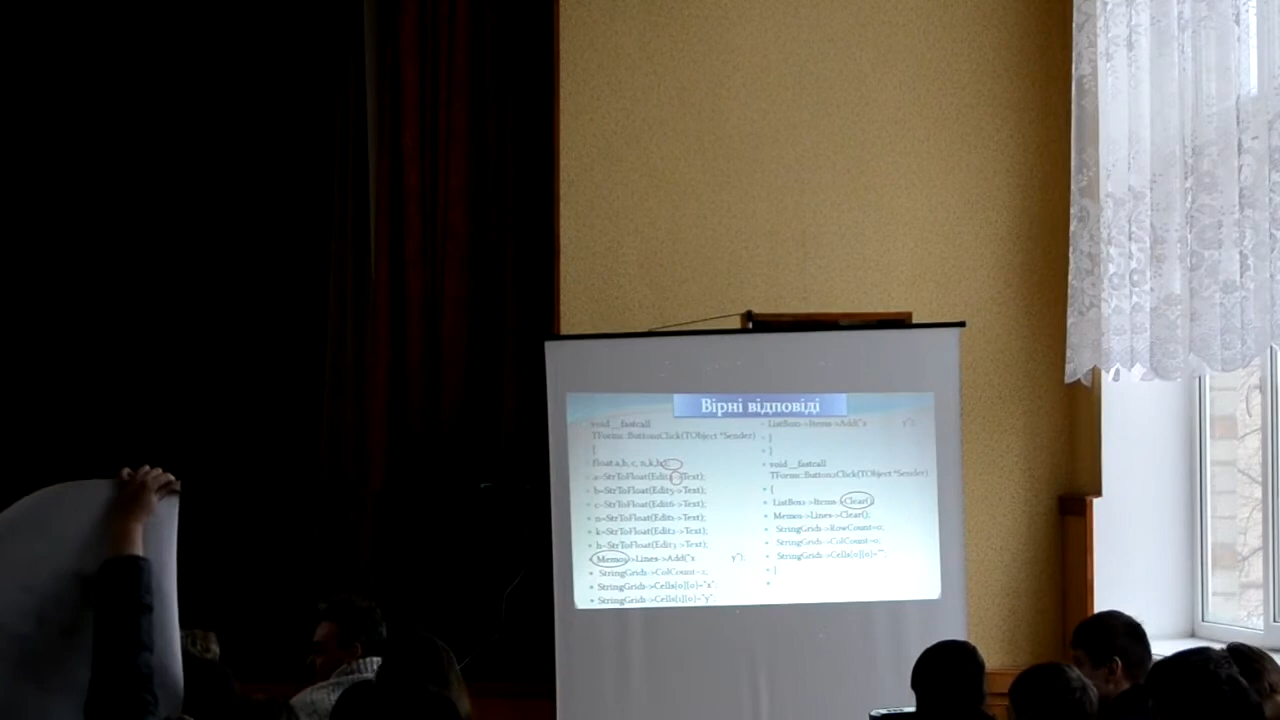 Вірні відповіді
void __fastcall
TForm1::Button1Click(TObject *Sender)
{
float a,b, c, n,k,h;
a=StrToFloat(Edit4->Text);
b=StrToFloat(Edit5->Text);
c=StrToFloat(Edit6->Text);
n=StrToFloat(Edit1->Text);
k=StrToFloat(Edit2->Text);
h=StrToFloat(Edit3->Text);
Memo1->Lines->Add("x y");
StringGrid1->ColCount=2;
StringGrid1->Cells[0][0]="x";
StringGrid1->Cells[1][0]="y";
ListBox1->Items->Add("x y");
}
}
void __fastcall
TForm1::Button2Click(TObject *Sender)
{
ListBox1->Items->Clear()
Memo1->Lines->Clear();
StringGrid1->RowCount=0;
StringGrid1->ColCount=0;
StringGrid1->Cells[0][0]="";
}